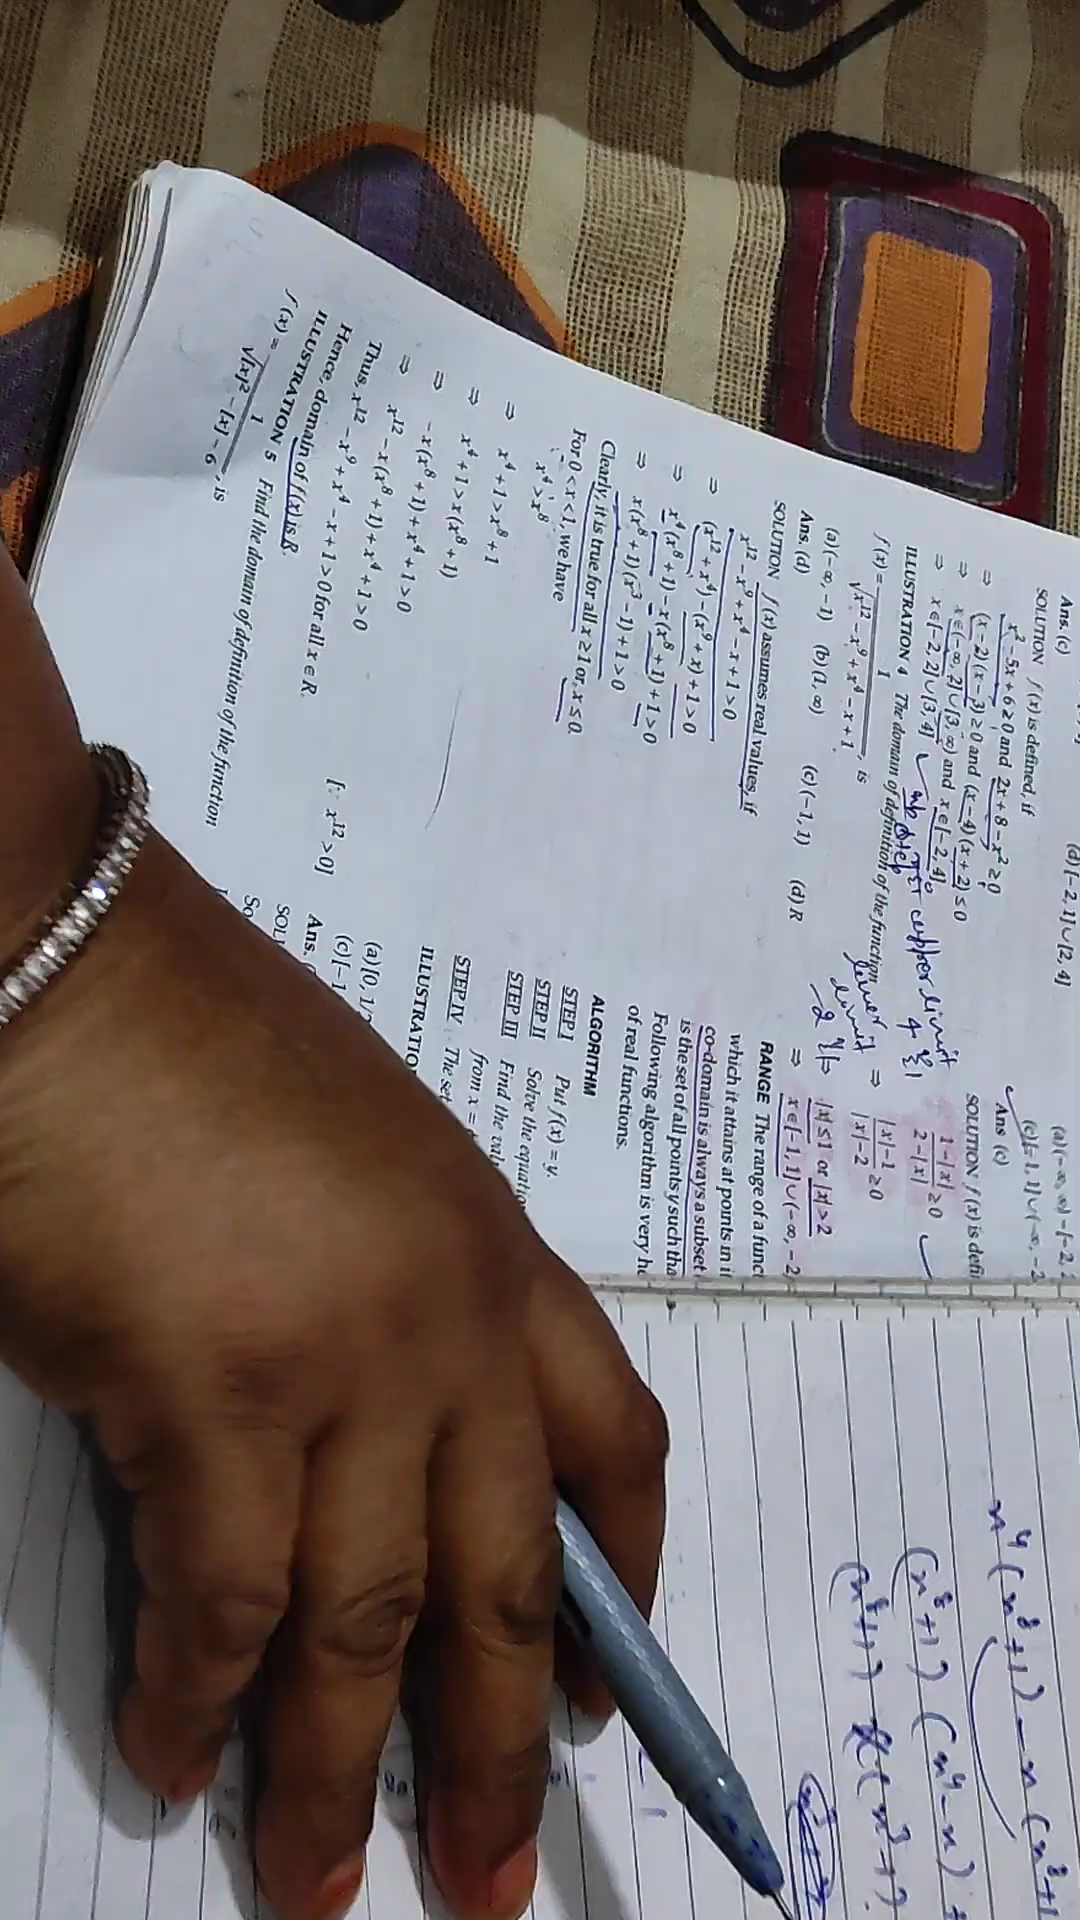 (d) [-2, 1] ∪ [2, 4]
Ans. (c)
SOLUTION f(x) is defined, if
x² - 5x + 6 ≥ 0 and 2x + 8 - x² ≥ 0
⇒ (x - 2) (x - 3) ≥ 0 and (x - 4) (x + 2) ≤ 0
⇒ x ∈ (-∞, 2] ∪ [3, ∞) and x ∈ [-2, 4]
⇒ x ∈ [-2, 2] ∪ [3, 4]
upper limit
4 है।
lower
limit
-2 है।
ILLUSTRATION 4 The domain of definition of the function
f(x) = 1/√(x¹² - x⁹ + x⁴ - x + 1), is
(a) (-∞, -1) (b) (1, ∞) (c) (-1, 1) (d) R
Ans. (d)
SOLUTION f(x) assumes real values, if
x¹² - x⁹ + x⁴ - x + 1 > 0
⇒ (x¹² + x⁴) - (x⁹ + x) + 1 > 0
⇒ x⁴ (x⁸ + 1) - x (x⁸ + 1) + 1 > 0
⇒ x (x⁸ + 1) (x³ - 1) + 1 > 0
Clearly, it is true for all x ≥ 1 or, x ≤ 0.
For 0 < x < 1, we have
x⁴ > x⁸
⇒ x⁴ + 1 > x⁸ + 1
⇒ x⁴ + 1 > x (x⁸ + 1)
⇒ -x (x⁸ + 1) + x⁴ + 1 > 0
⇒ x¹² - x (x⁸ + 1) + x⁴ + 1 > 0 [∵ x¹² > 0]
Thus, x¹² - x⁹ + x⁴ - x + 1 > 0 for all x ∈ R
Hence, domain of f(x) is R.
ILLUSTRATION 5 Find the domain of definition of the function
f(x) = 1/√([x]² - [x] - 6), is
(a) (-∞, ∞) - [-2,
(c) [-1, 1] ∪ (-∞, -2
Ans (c)
SOLUTION f(x) is defi
1 - |x| / 2 - |x| ≥ 0
⇒ |x| - 1 / |x| - 2 ≥ 0
⇒ |x| ≤ 1 or |x| > 2
⇒ x ∈ [-1, 1] ∪ (-∞, -2)
RANGE The range of a funct
which it attains at points in it
co-domain is always a subset
is the set of all points y such tha
Following algorithm is very he
of real functions.
ALGORITHM
STEP I Put f(x) = y.
STEP II Solve the equatio
STEP III Find the valu
from x =
STEP IV The set
ILLUSTRATIO
(a) [0, 1/
(c) [-1
Ans.
SOL
So
x⁴(x⁸+1) - x(x⁸+1
(x⁸+1) (x⁴-x)
(x⁸+1) x(x³-1)